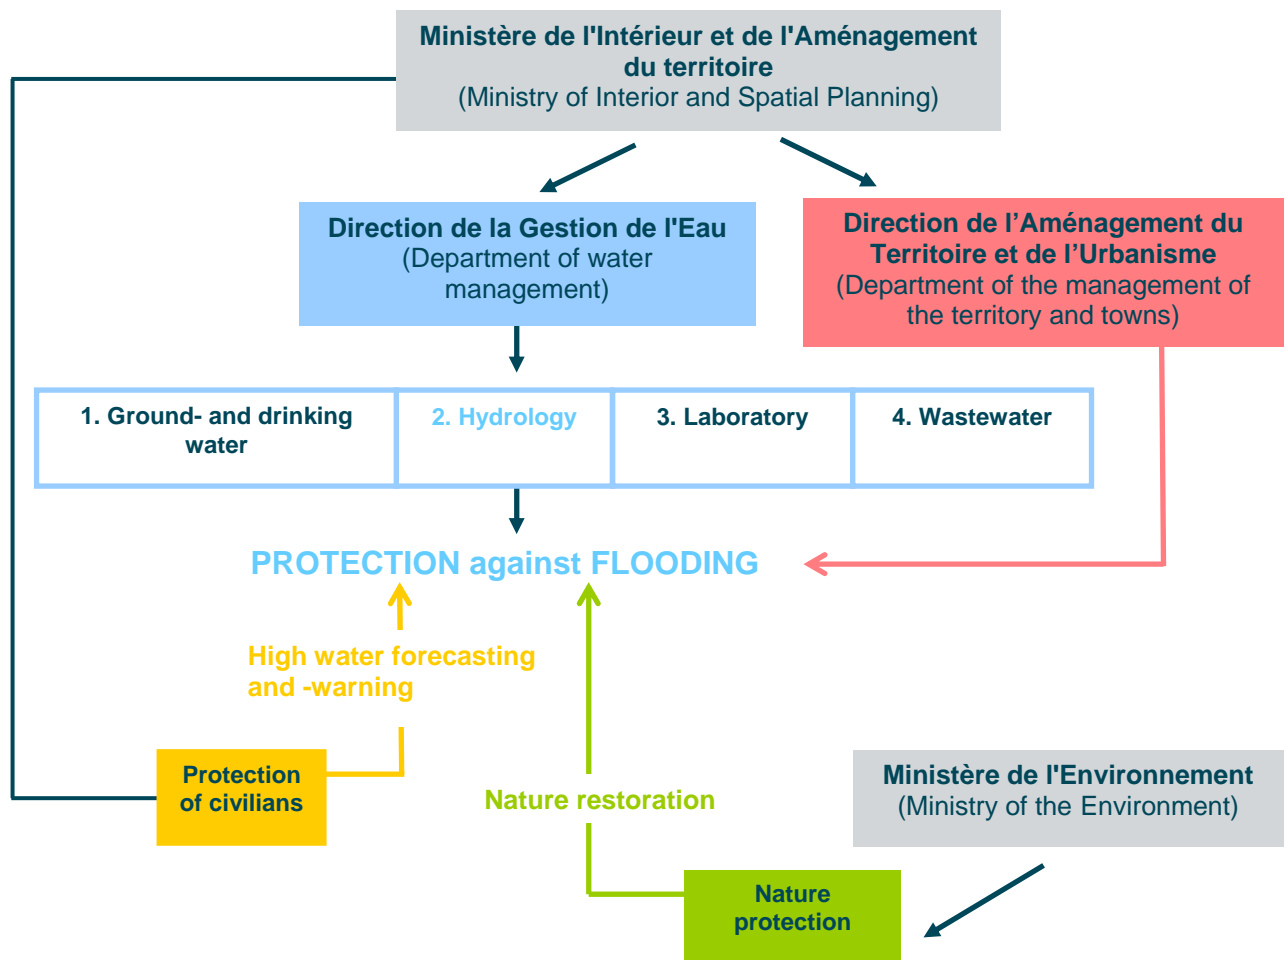 Ministère de l'Intérieur et de l'Aménagement
du territoire
(Ministry of Interior and Spatial Planning)
Direction de la Gestion de l'Eau
(Department of water
management)
Direction de l’Aménagement du
Territoire et de l’Urbanisme
(Department of the management of
the territory and towns)
1. Ground- and drinking
water
2. Hydrology
3. Laboratory
4. Wastewater
PROTECTION against FLOODING
High water forecasting
and -warning
Protection
of civilians
Nature restoration
Ministère de l'Environnement
(Ministry of the Environment)
Nature
protection